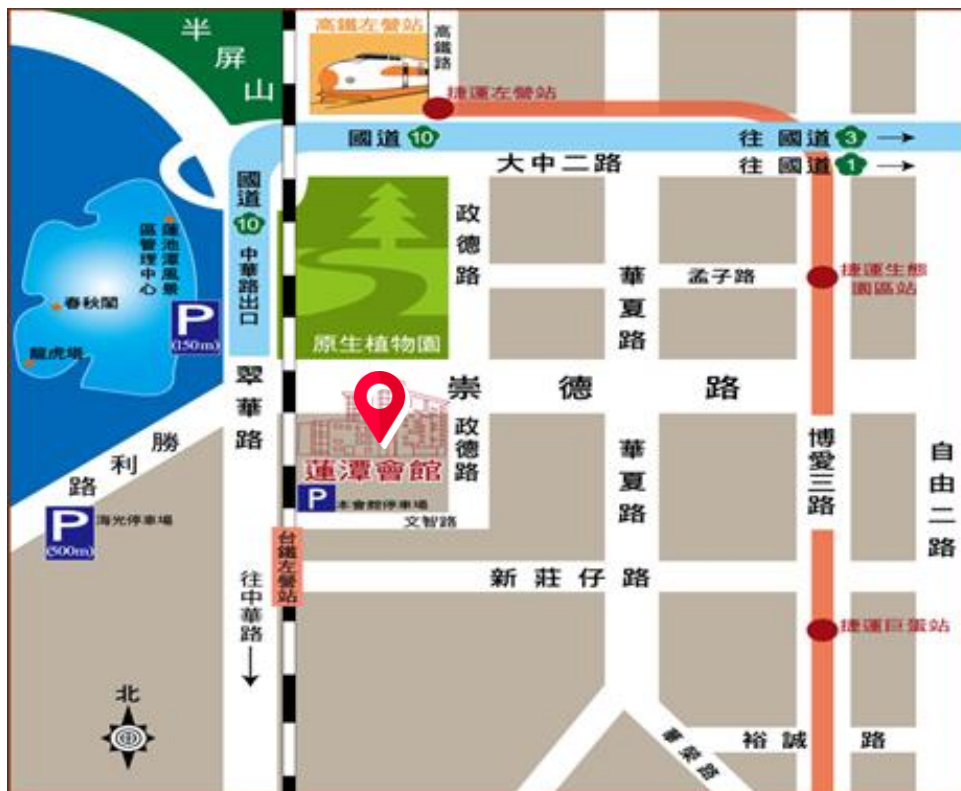 半屏山
高鐵左營站
高鐵路
捷運左營站
國道 10
往 國道 3
大中二路
往 國道 1
國道 10 中華路出口
蓮池潭風景
區管理中心
春秋閣
龍虎塔
P
(150m)
原生植物園
政德路
華夏路
孟子路
捷運生態
園區站
翠華路
崇德路
勝利路
蓮潭會館
P 本會館停車場
政德路
文智路
華夏路
博愛三路
自由二路
P
(500m)
海光停車場
台鐵左營站
往中華路
新莊仔路
捷運巨蛋站
北
華榮路
裕誠路